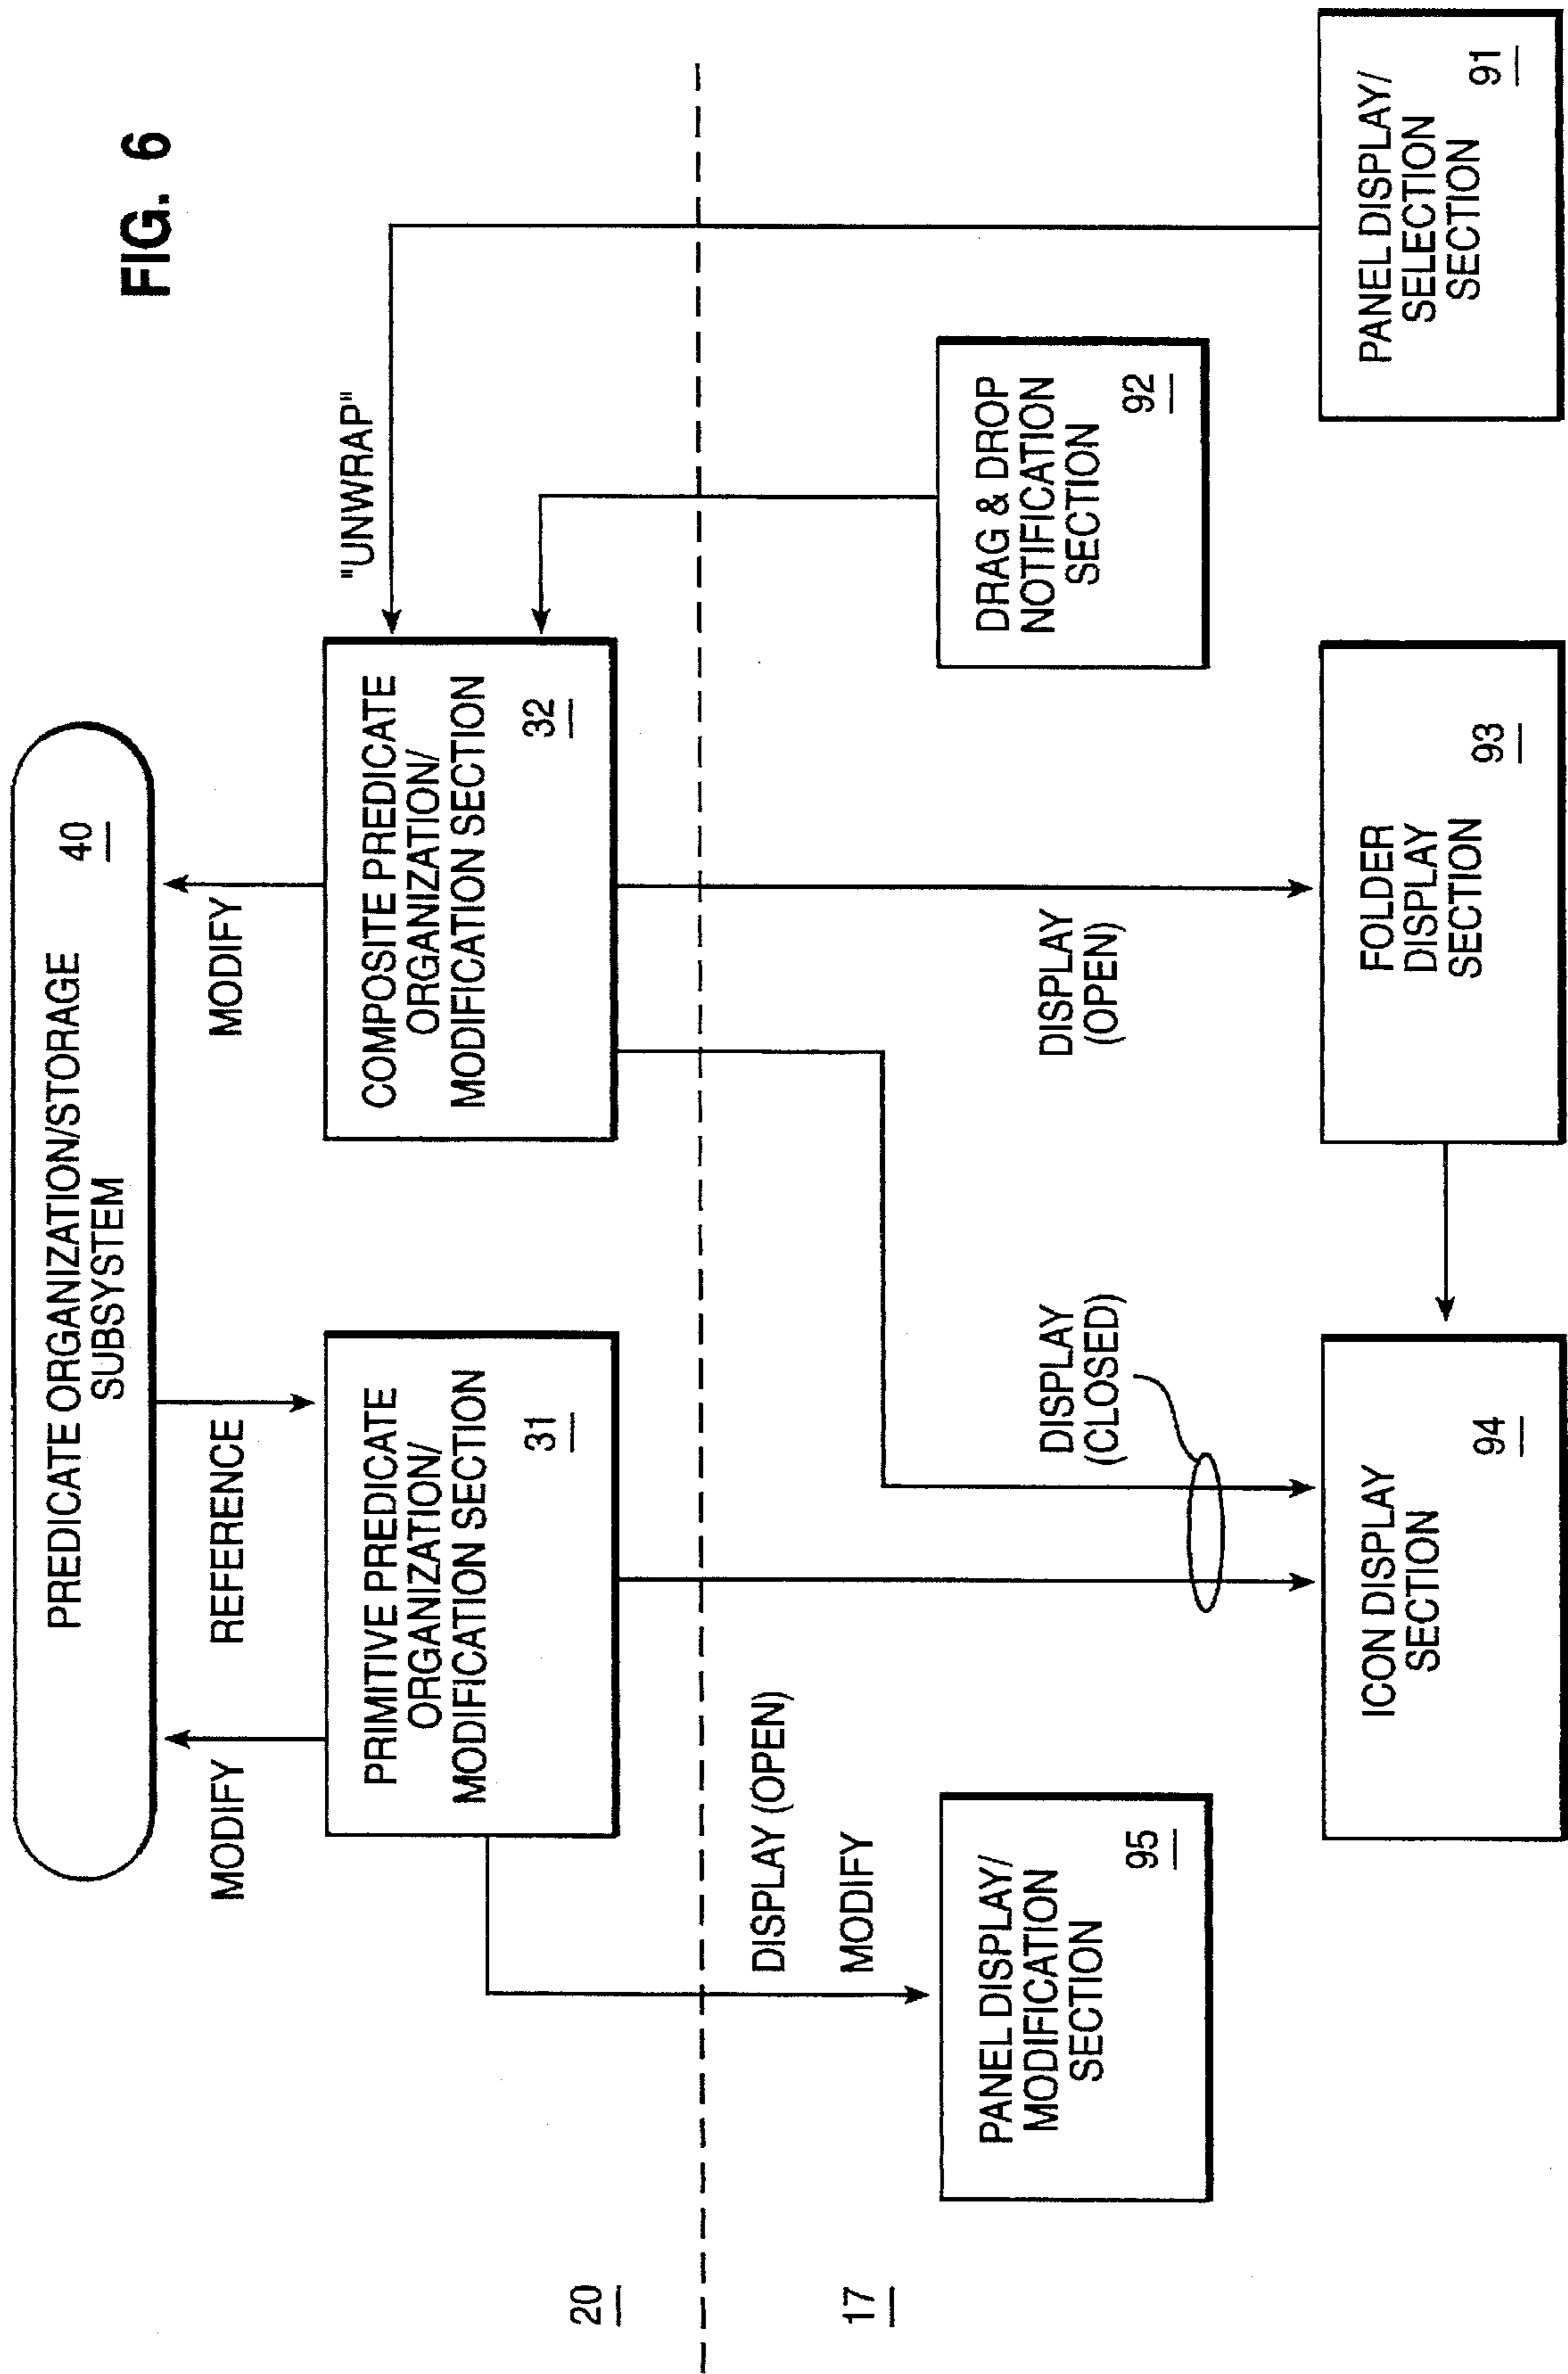 FIG. 6
PREDICATE ORGANIZATION/STORAGE
SUBSYSTEM
40
MODIFY
REFERENCE
MODIFY
"UNWRAP"
PRIMITIVE PREDICATE
ORGANIZATION/
MODIFICATION SECTION
31
COMPOSITE PREDICATE
ORGANIZATION/
MODIFICATION SECTION
32
20
17
DISPLAY (OPEN)
MODIFY
PANEL DISPLAY/
MODIFICATION
SECTION
95
DISPLAY
(CLOSED)
DISPLAY
(OPEN)
DRAG & DROP
NOTIFICATION
SECTION
92
ICON DISPLAY
SECTION
94
FOLDER
DISPLAY
SECTION
93
PANEL DISPLAY/
SELECTION
SECTION
91